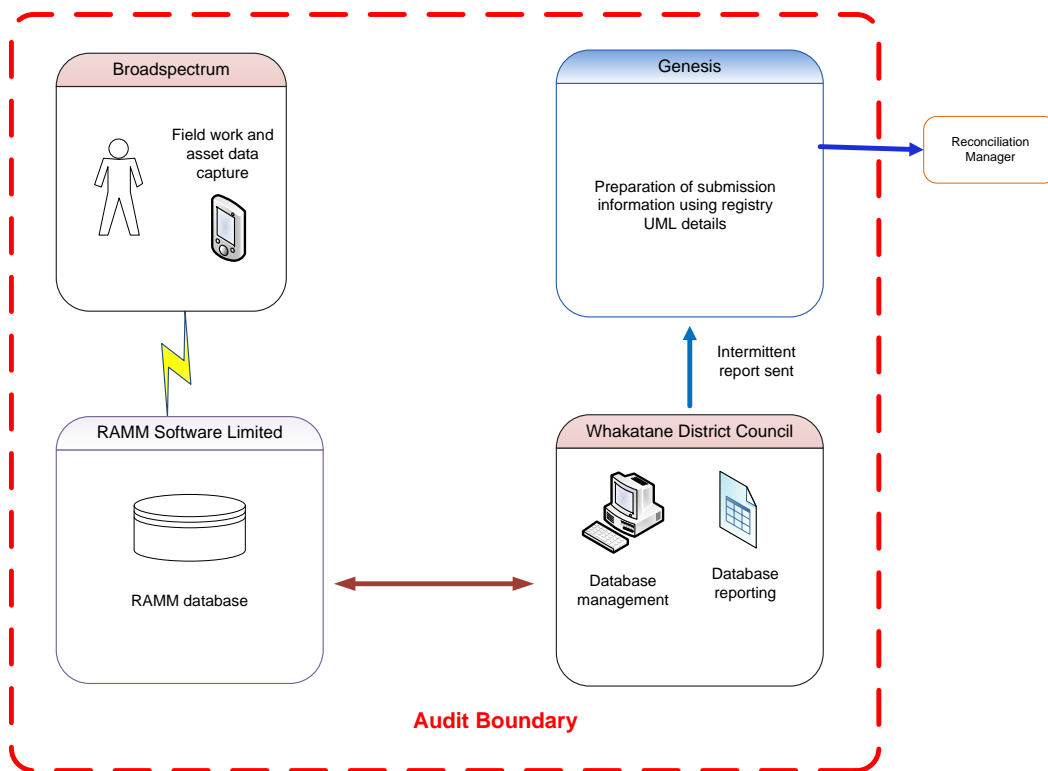 Broadspectrum
Field work and
asset data
capture
Genesis
Preparation of submission
information using registry
UML details
Reconciliation
Manager
Intermittent
report sent
RAMM Software Limited
RAMM database
Whakatane District Council
Database
management
Database
reporting
Audit Boundary